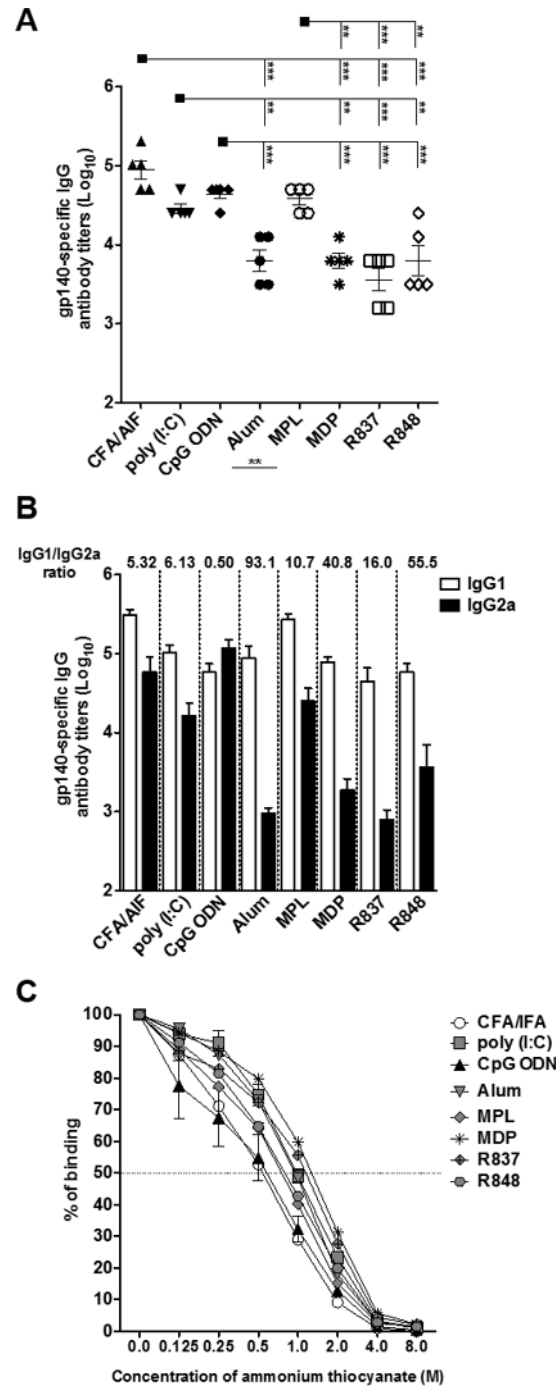 A
** *** **
*** *** *** ***
** ** *** **
*** *** *** ***
6
5
4
3
2
gp140-specific IgG
antibody titers (Log10)
CFA/AIF poly (I:C) CpG ODN Alum MPL MDP R837 R848
**
B
IgG1/IgG2a
ratio
5.32 6.13 0.50 93.1 10.7 40.8 16.0 55.5
IgG1
IgG2a
6
5
4
3
2
gp140-specific IgG
antibody titers (Log10)
CFA/AIF poly (I:C) CpG ODN Alum MPL MDP R837 R848
C
100
90
80
70
60
50
40
30
20
10
0
% of binding
0.0 0.125 0.25 0.5 1.0 2.0 4.0 8.0
Concentration of ammonium thiocyanate (M)
CFA/IFA
poly (I:C)
CpG ODN
Alum
MPL
MDP
R837
R848